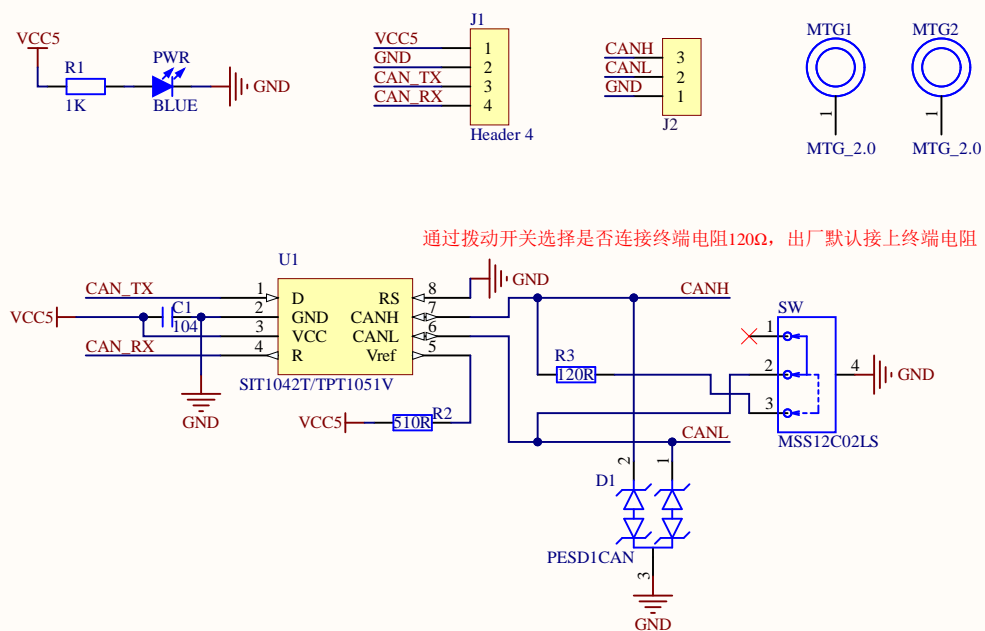 VCC5
R1
1K
PWR
BLUE
GND
J1
VCC5
GND
CAN_TX
CAN_RX
1
2
3
4
Header 4
CANH
CANL
GND
3
2
1
J2
MTG1
1
MTG_2.0
MTG2
1
MTG_2.0
通过拨动开关选择是否连接终端电阻120Ω，出厂默认接上终端电阻
U1
CAN_TX
VCC5
C1
104
CAN_RX
GND
1
2
3
4
D
GND
VCC
R
RS
CANH
CANL
Vref
8
7
6
5
SIT1042T/TPT1051V
GND
VCC5
510R
R2
CANH
R3
120R
CANL
SW
1
2
3
4
GND
MSS12C02LS
D1
2
1
PESD1CAN
3
GND